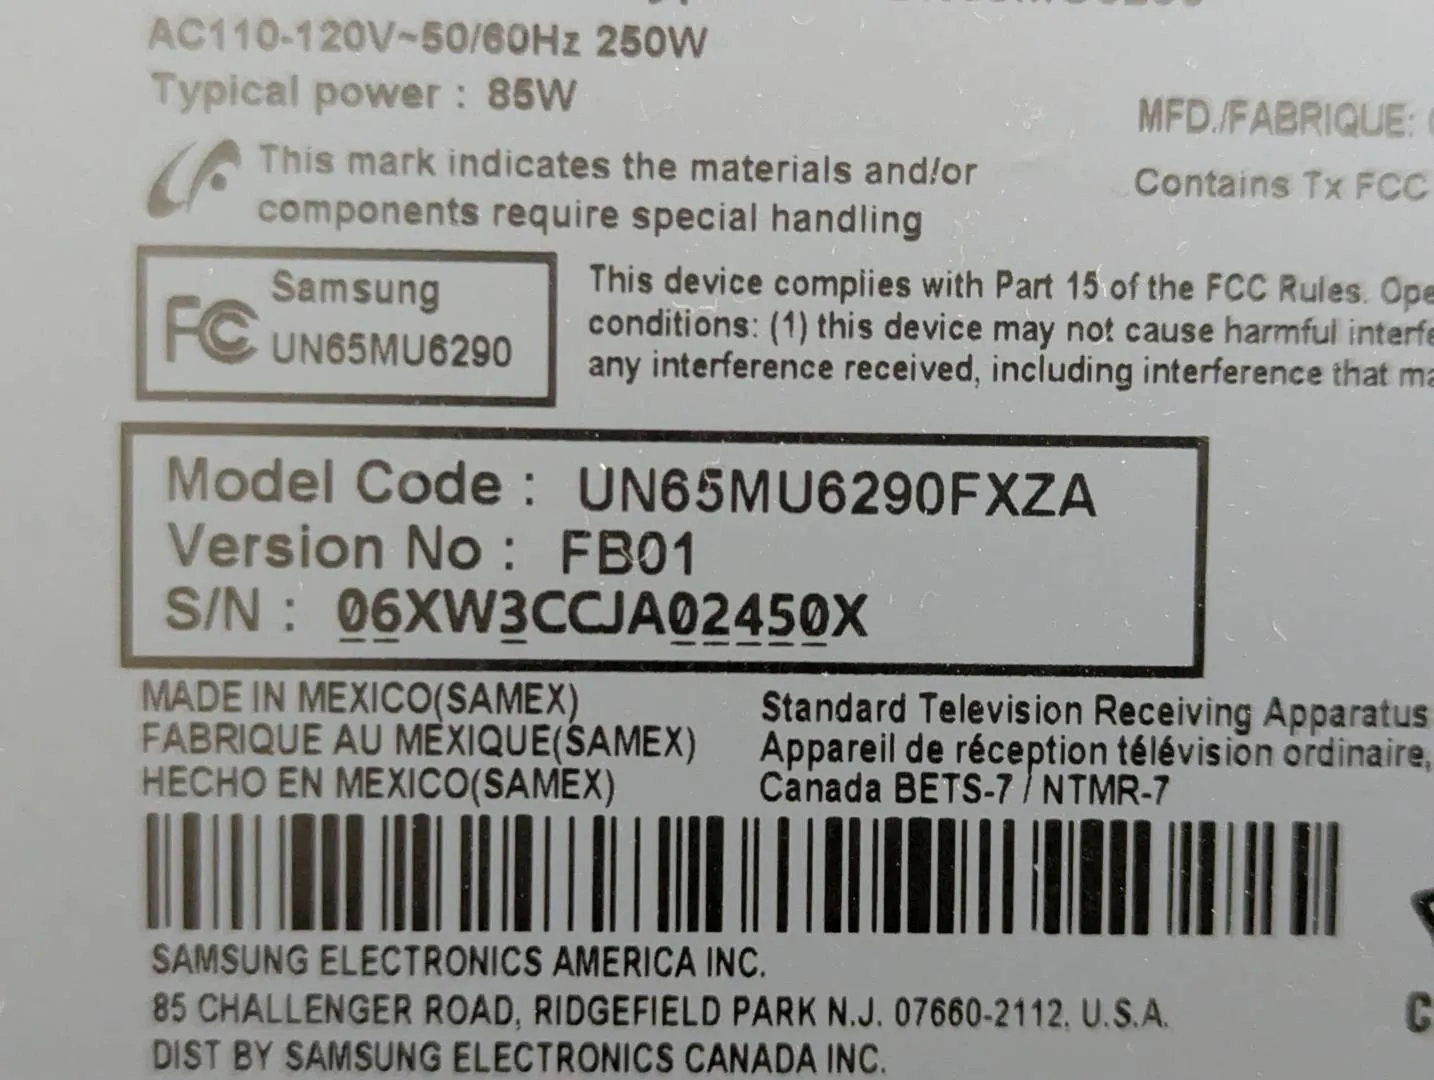 AC110-120V~50/60Hz 250W
Typical power : 85W
MFD./FABRIQUE:
This mark indicates the materials and/or
components require special handling
Contains Tx FCC
FC Samsung
UN65MU6290
This device complies with Part 15 of the FCC Rules. Ope
conditions: (1) this device may not cause harmful interfe
any interference received, including interference that ma
Model Code : UN65MU6290FXZA
Version No : FB01
S/N : 06XW3CCJA02450X
MADE IN MEXICO(SAMEX)
FABRIQUE AU MEXIQUE(SAMEX)
HECHO EN MEXICO(SAMEX)
Standard Television Receiving Apparatus
Appareil de réception télévision ordinaire,
Canada BETS-7 / NTMR-7
SAMSUNG ELECTRONICS AMERICA INC.
85 CHALLENGER ROAD, RIDGEFIELD PARK N.J. 07660-2112. U.S.A.
DIST BY SAMSUNG ELECTRONICS CANADA INC.